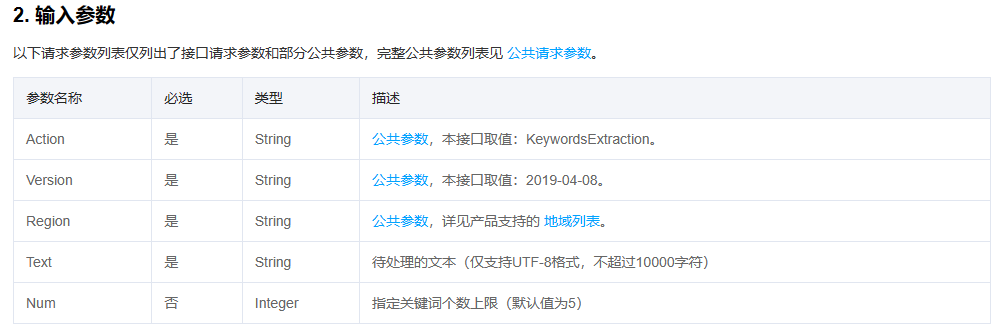 2. 输入参数
以下请求参数列表仅列出了接口请求参数和部分公共参数，完整公共参数列表见 公共请求参数。
参数名称 必选 类型 描述
Action 是 String 公共参数，本接口取值：KeywordsExtraction。
Version 是 String 公共参数，本接口取值：2019-04-08。
Region 是 String 公共参数，详见产品支持的 地域列表。
Text 是 String 待处理的文本（仅支持UTF-8格式，不超过10000字符）
Num 否 Integer 指定关键词个数上限（默认值为5）